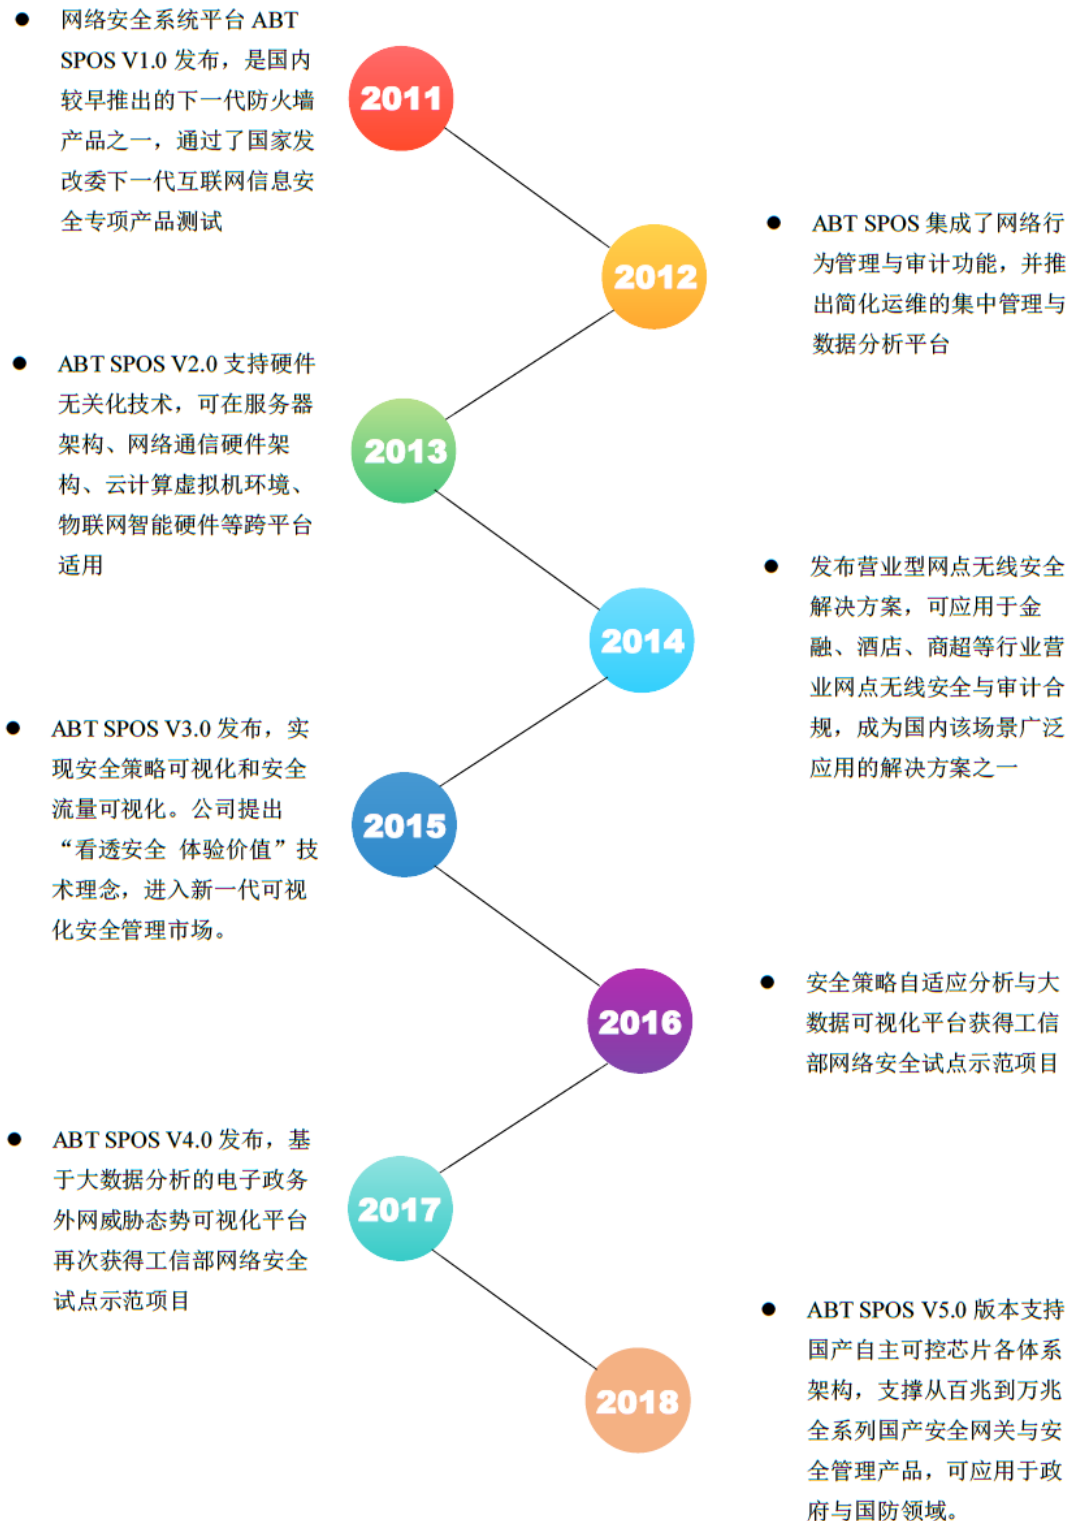 网络安全系统平台 ABT
SPOS V1.0 发布，是国内
较早推出的下一代防火墙
产品之一，通过了国家发
改委下一代互联网信息安
全专项产品测试
2011
ABT SPOS 集成了网络行
为管理与审计功能，并推
出简化运维的集中管理与
数据分析平台
2012
ABT SPOS V2.0 支持硬件
无关化技术，可在服务器
架构、网络通信硬件架
构、云计算虚拟机环境、
物联网智能硬件等跨平台
适用
2013
发布营业型网点无线安全
解决方案，可应用于金
融、酒店、商超等行业营
业网点无线安全与审计合
规，成为国内该场景广泛
应用的解决方案之一
2014
ABT SPOS V3.0 发布，实
现安全策略可视化和安全
流量可视化。公司提出
“看透安全 体验价值”技
术理念，进入新一代可视
化安全管理市场。
2015
安全策略自适应分析与大
数据可视化平台获得工信
部网络安全试点示范项目
2016
ABT SPOS V4.0 发布，基
于大数据分析的电子政务
外网威胁态势可视化平台
再次获得工信部网络安全
试点示范项目
2017
ABT SPOS V5.0 版本支持
国产自主可控芯片各体系
架构，支撑从百兆到万兆
全系列国产安全网关与安
全管理产品，可应用于政
府与国防领域。
2018